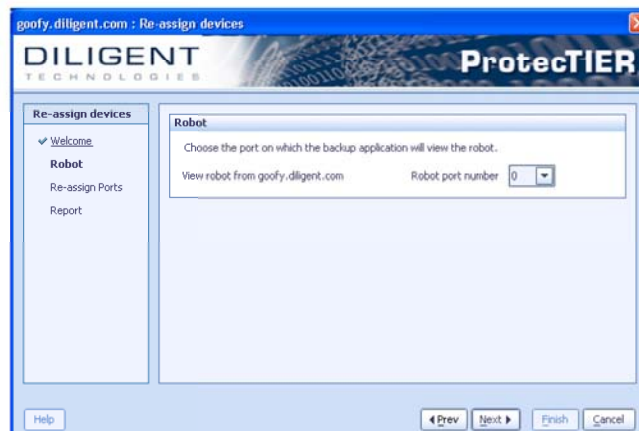 goofy.diligent.com : Re-assign devices
DILIGENT
TECHNOLOGIES
ProtecTIER
Re-assign devices
Welcome
Robot
Re-assign Ports
Report
Robot
Choose the port on which the backup application will view the robot.
View robot from goofy.diligent.com Robot port number 0
Help Prev Next Finish Cancel